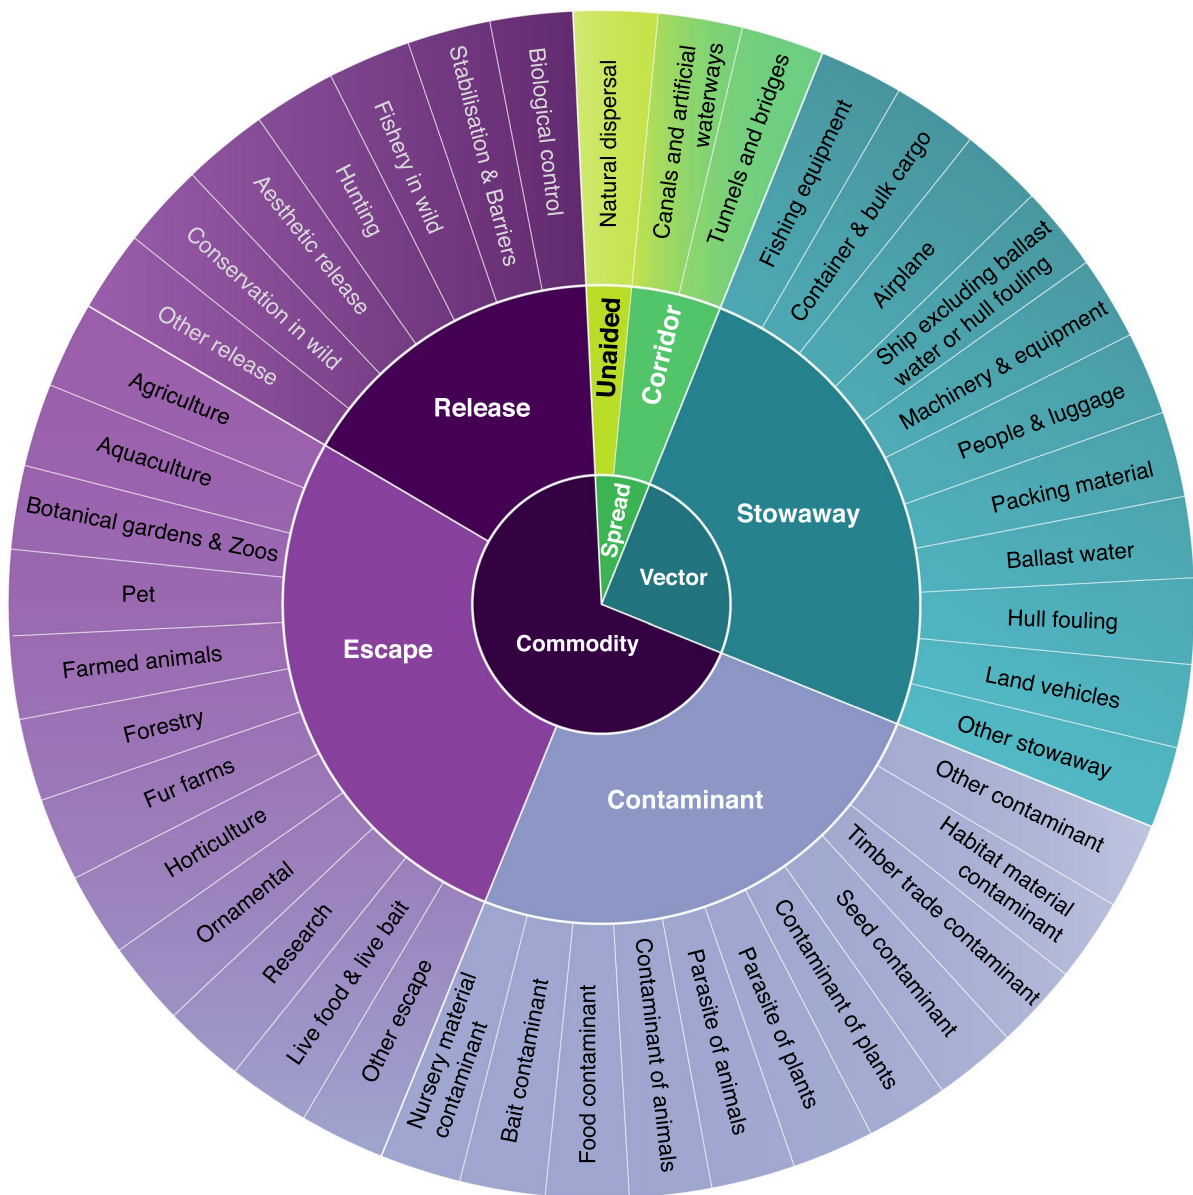 Commodity
Spread
Vector
Release
Unaided
Corridor
Stowaway
Contaminant
Escape
Natural dispersal
Canals and artificial
waterways
Tunnels and bridges
Fishing equipment
Container & bulk cargo
Airplane
Ship excluding ballast
water or hull fouling
Machinery & equipment
People & luggage
Packing material
Ballast water
Hull fouling
Land vehicles
Other stowaway
Other contaminant
Habitat material
contaminant
Timber trade contaminant
Seed contaminant
Contaminant of plants
Parasite of plants
Parasite of animals
Contaminant of animals
Food contaminant
Bait contaminant
Nursery material
contaminant
Other escape
Live food & live bait
Research
Ornamental
Horticulture
Fur farms
Forestry
Farmed animals
Pet
Botanical gardens & Zoos
Aquaculture
Agriculture
Other release
Conservation in wild
Aesthetic release
Hunting
Fishery in wild
Stabilisation & Barriers
Biological control